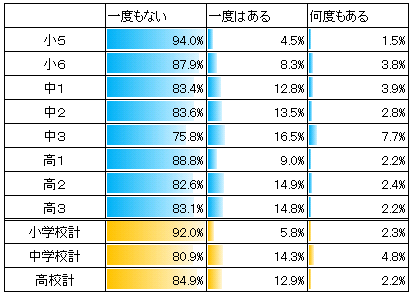 一度もない 一度はある 何度もある
小5 94.0% 4.5% 1.5%
小6 87.9% 8.3% 3.8%
中1 83.4% 12.8% 3.9%
中2 83.6% 13.5% 2.8%
中3 75.8% 16.5% 7.7%
高1 88.8% 9.0% 2.2%
高2 82.6% 14.9% 2.4%
高3 83.1% 14.8% 2.2%
小学校計 92.0% 5.8% 2.3%
中学校計 80.9% 14.3% 4.8%
高校計 84.9% 12.9% 2.2%